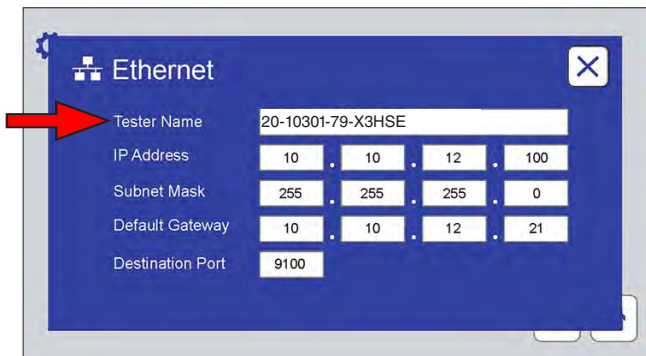 Ethernet
Tester Name 20-10301-79-X3HSE
IP Address 10 . 10 . 12 . 100
Subnet Mask 255 . 255 . 255 . 0
Default Gateway 10 . 10 . 12 . 21
Destination Port 9100